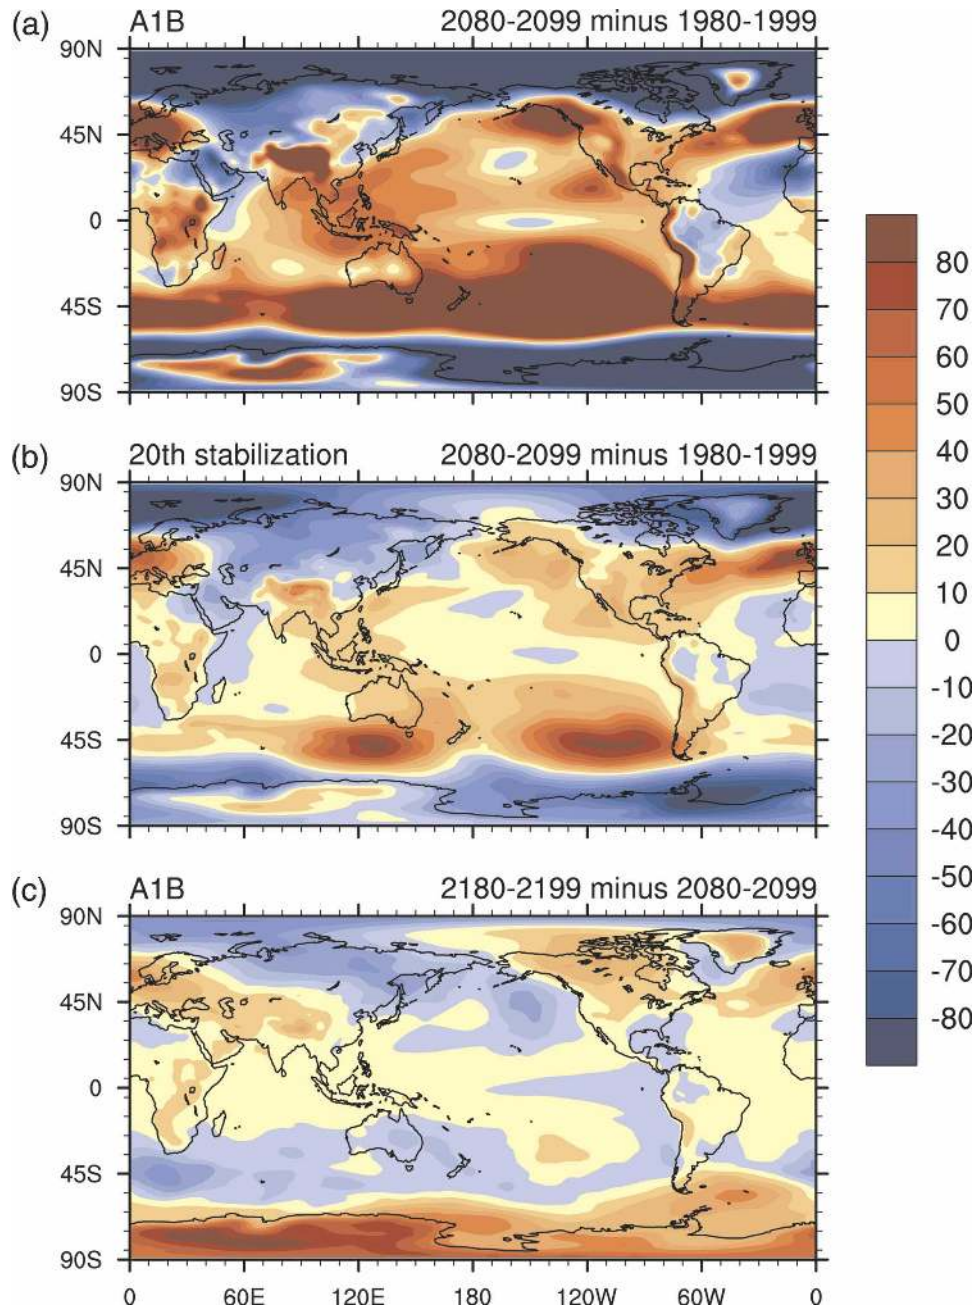 (a) A1B 2080-2099 minus 1980-1999
90N
45N
0
45S
90S
(b) 20th stabilization 2080-2099 minus 1980-1999
90N
45N
0
45S
90S
(c) A1B 2180-2199 minus 2080-2099
90N
45N
0
45S
90S
0 60E 120E 180 120W 60W 0
80
70
60
50
40
30
20
10
0
-10
-20
-30
-40
-50
-60
-70
-80